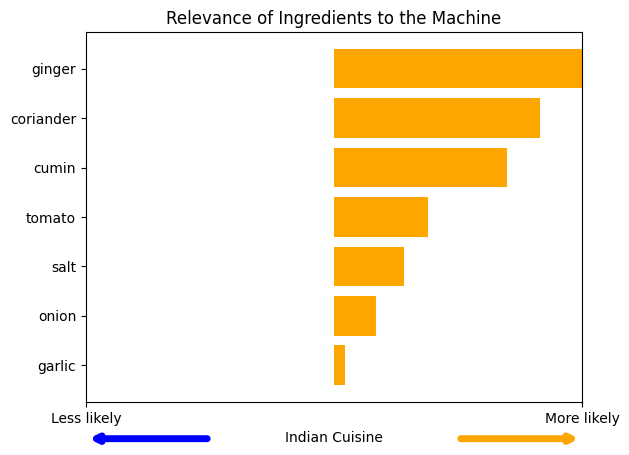 Relevance of Ingredients to the Machine
ginger
coriander
cumin
tomato
salt
onion
garlic
Less likely
More likely
Indian Cuisine